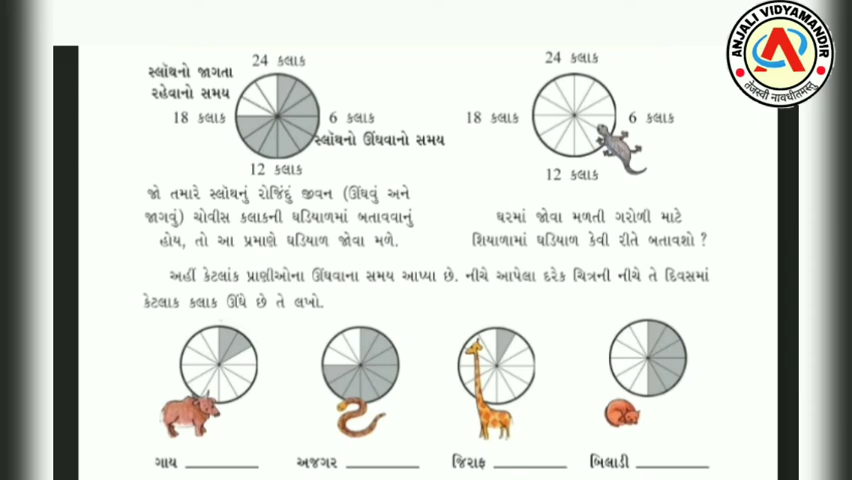 ANJALI VIDYAMANDIR
તેજસ્વી નાવધીતમસ્તુ
24 કલાક
સ્લૉથનો જાગતા
રહેવાનો સમય
18 કલાક
6 કલાક
સ્લૉથનો ઊંઘવાનો સમય
12 કલાક
24 કલાક
18 કલાક
6 કલાક
12 કલાક
જો તમારે સ્લૉથનું રોજિંદું જીવન (ઊંઘવું અને
જાગવું) ચોવીસ કલાકની ઘડિયાળમાં બતાવવાનું
હોય, તો આ પ્રમાણે ઘડિયાળ જોવા મળે.
ઘરમાં જોવા મળતી ગરોળી માટે
શિયાળામાં ઘડિયાળ કેવી રીતે બતાવશો ?
અહીં કેટલાંક પ્રાણીઓના ઊંઘવાના સમય આપ્યા છે. નીચે આપેલા દરેક ચિત્રની નીચે તે દિવસમાં
કેટલાક કલાક ઊંઘે છે તે લખો.
ગાય
અજગર
જિરાફ
બિલાડી